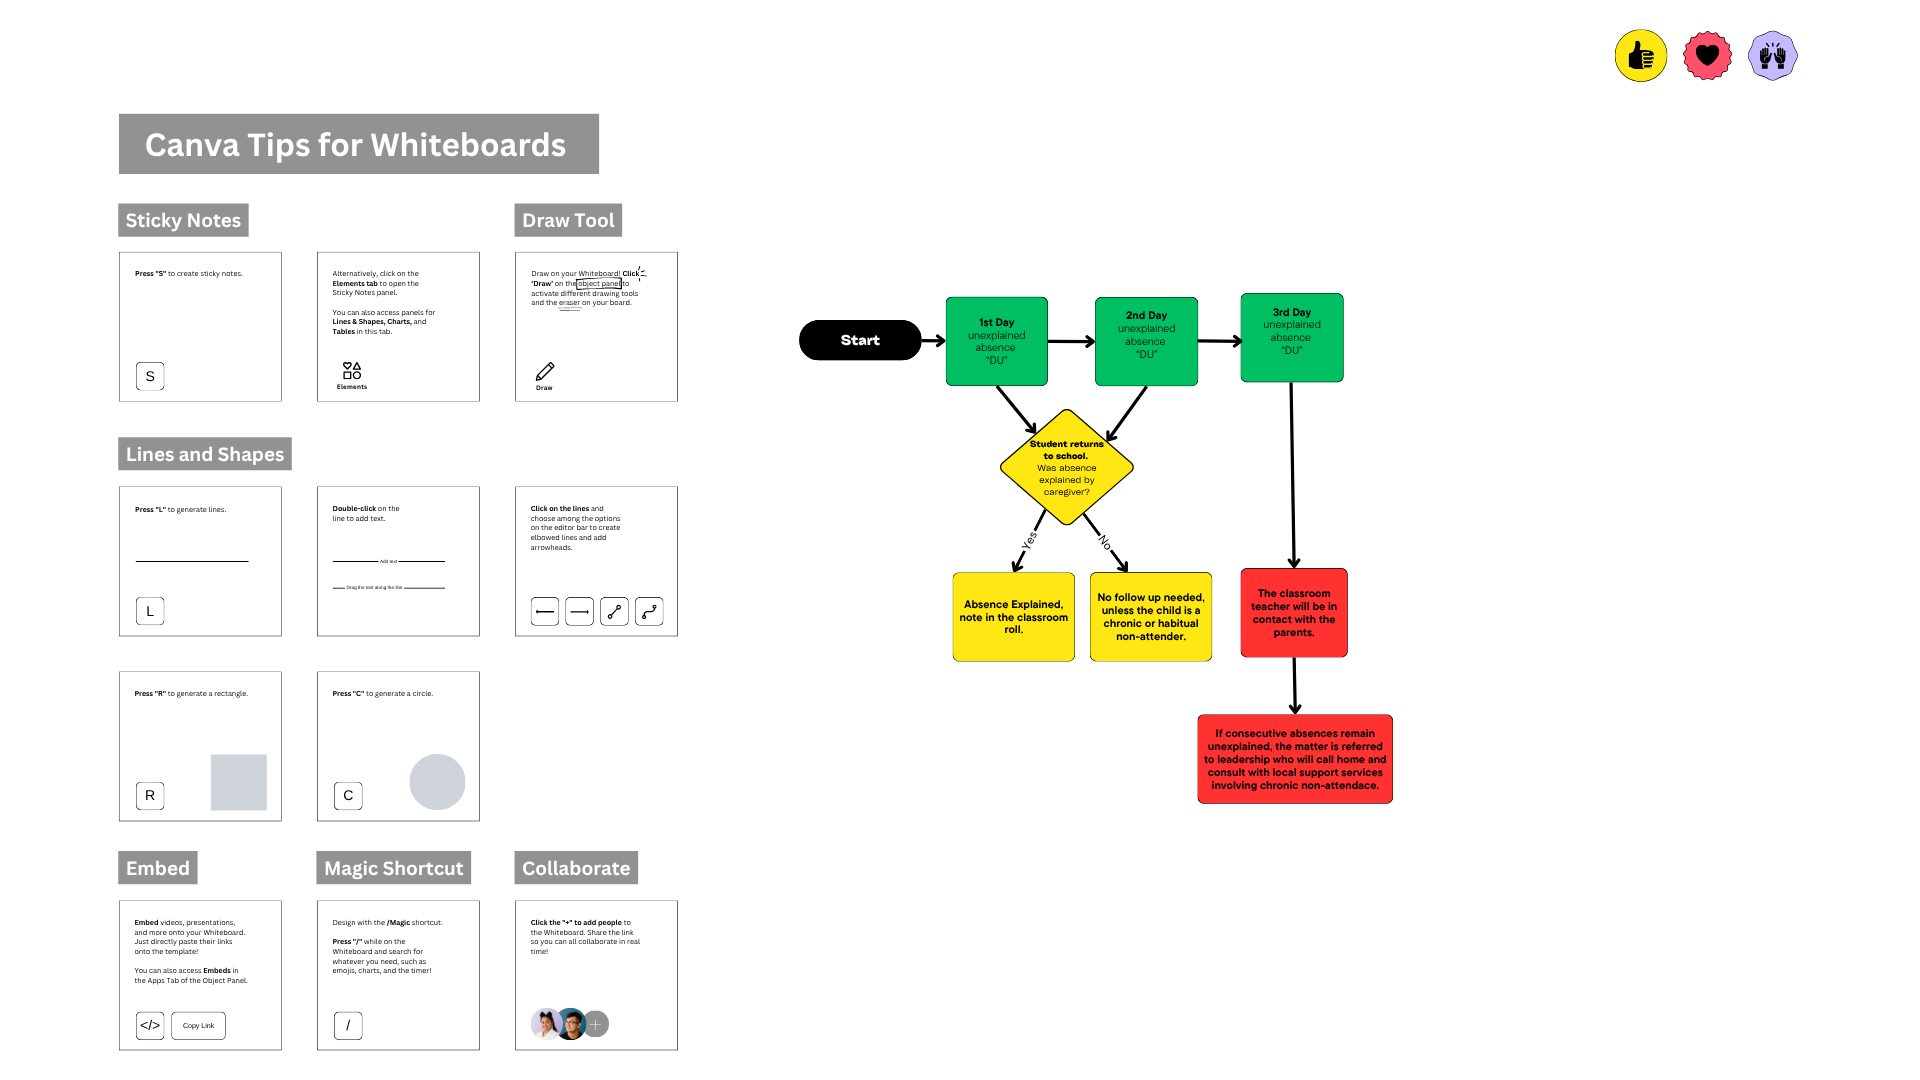 Canva Tips for Whiteboards
Sticky Notes
Press "S" to create sticky notes.
S
Alternatively, click on the
Elements tab to open the
Sticky Notes panel.
You can also access panels for
Lines & Shapes, Charts, and
Tables in this tab.
Elements
Draw Tool
Draw on your Whiteboard! Click
'Draw' on the object panel to
activate different drawing tools
and the eraser on your board.
Draw
Lines and Shapes
Press "L" to generate lines.
L
Double-click on the
line to add text.
Add text
Drag the text along the line
Click on the lines and
choose among the options
on the editor bar to create
elbowed lines and add
arrowheads.
Press "R" to generate a rectangle.
R
Press "C" to generate a circle.
C
Embed
Embed videos, presentations,
and more onto your Whiteboard.
Just directly paste their links
onto the template!
You can also access Embeds in
the Apps Tab of the Object Panel.
</>
Copy Link
Magic Shortcut
Design with the /Magic shortcut.
Press "/" while on the
Whiteboard and search for
whatever you need, such as
emojis, charts, and the timer!
/
Collaborate
Click the "+" to add people to
the Whiteboard. Share the link
so you can all collaborate in real
time!
Start
1st Day
unexplained
absence
“DU”
2nd Day
unexplained
absence
“DU”
3rd Day
unexplained
absence
“DU”
Student returns
to school.
Was absence
explained by
caregiver?
Yes
No
Absence Explained,
note in the classroom
roll.
No follow up needed,
unless the child is a
chronic or habitual
non-attender.
The classroom
teacher will be in
contact with the
parents.
If consecutive absences remain
unexplained, the matter is referred
to leadership who will call home and
consult with local support services
involving chronic non-attendace.